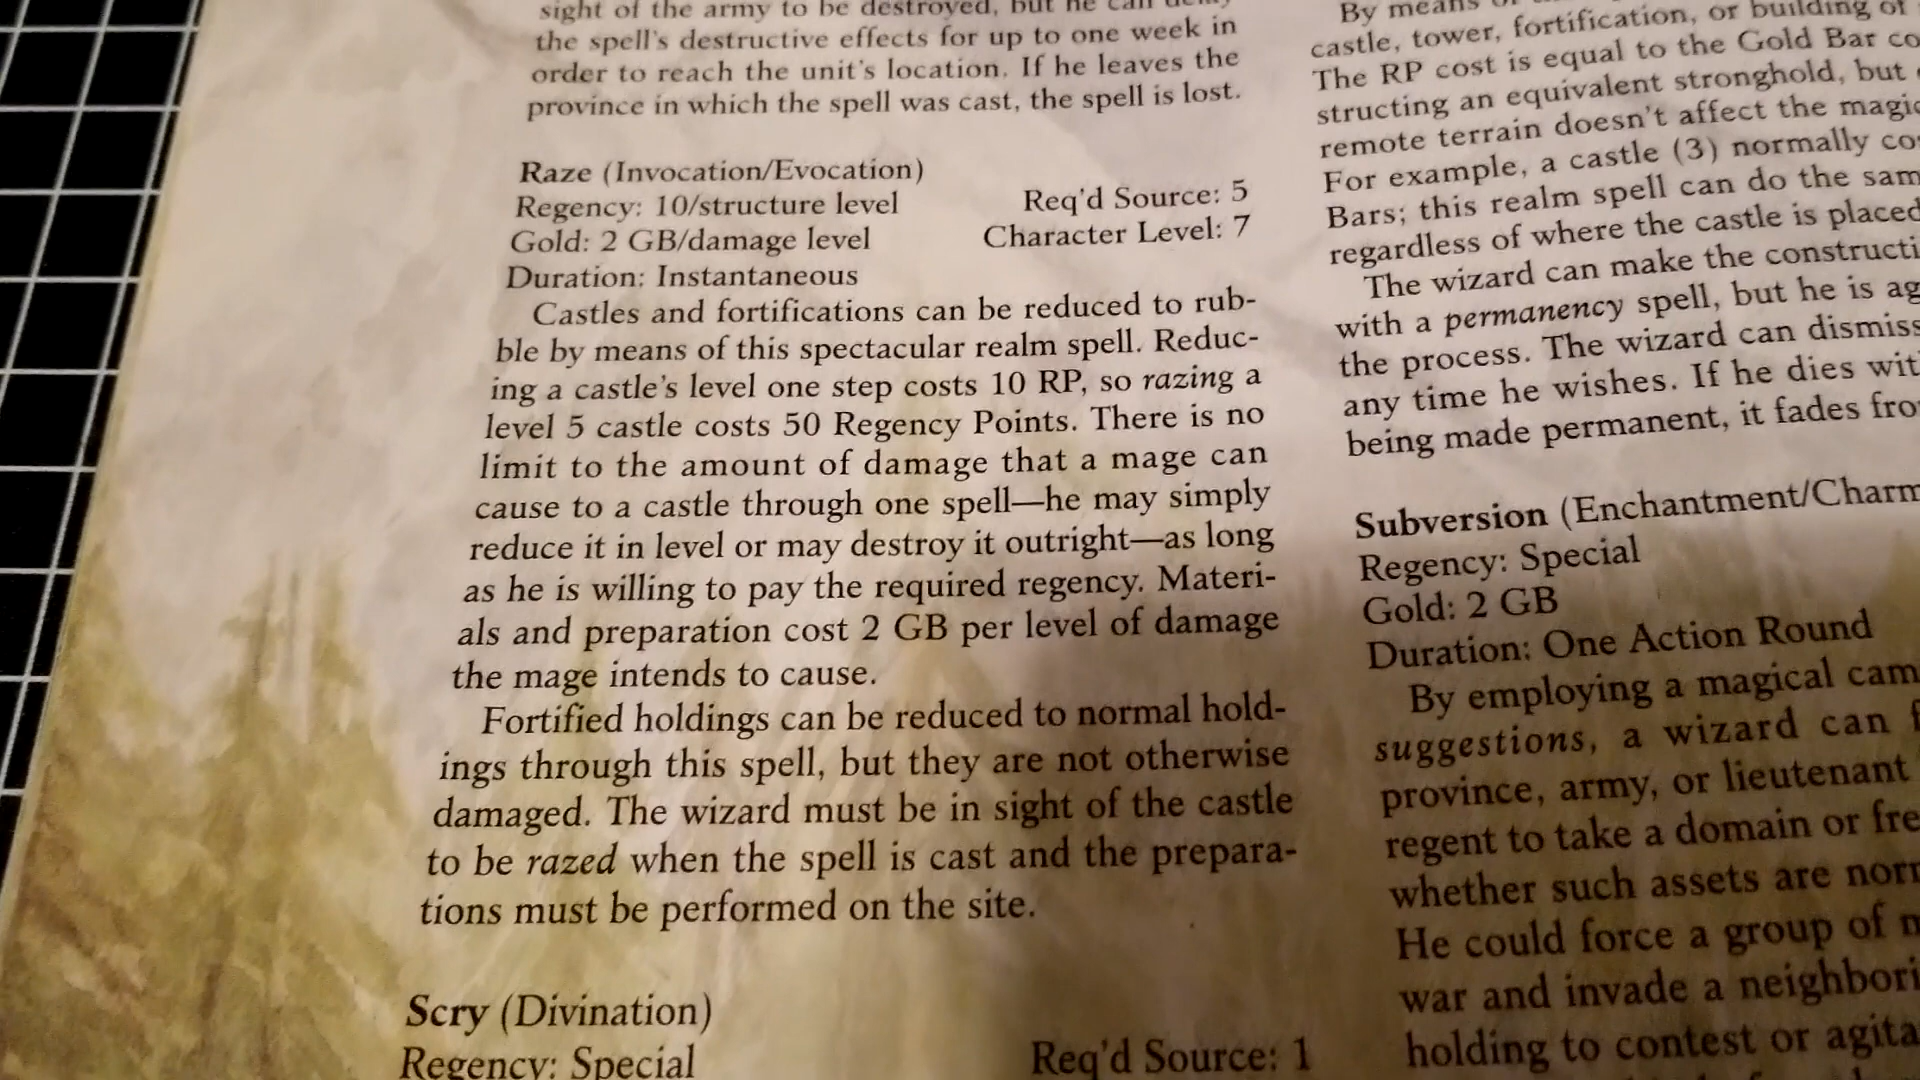 sight of the army to be destroyed, but he can delay
the spell's destructive effects for up to one week in
order to reach the unit's location. If he leaves the
province in which the spell was cast, the spell is lost.
Raze (Invocation/Evocation)
Regency: 10/structure level Req'd Source: 5
Gold: 2 GB/damage level Character Level: 7
Duration: Instantaneous
Castles and fortifications can be reduced to rub-
ble by means of this spectacular realm spell. Reduc-
ing a castle's level one step costs 10 RP, so razing a
level 5 castle costs 50 Regency Points. There is no
limit to the amount of damage that a mage can
cause to a castle through one spell—he may simply
reduce it in level or may destroy it outright—as long
as he is willing to pay the required regency. Materi-
als and preparation cost 2 GB per level of damage
the mage intends to cause.
Fortified holdings can be reduced to normal hold-
ings through this spell, but they are not otherwise
damaged. The wizard must be in sight of the castle
to be razed when the spell is cast and the prepara-
tions must be performed on the site.
Scry (Divination)
Regency: Special Req'd Source: 1
By means
castle, tower, fortification, or building of
The RP cost is equal to the Gold Bar
structing an equivalent stronghold, but
remote terrain doesn't affect the
For example, a castle (3) normally
Bars; this realm spell can do the
regardless of where the castle is placed
The wizard can make the
with a permanency spell, but he is
the process. The wizard can dismiss
any time he wishes. If he dies
being made permanent, it fades
Subversion (Enchantment/Charm
Regency: Special
Gold: 2 GB
Duration: One Action Round
By employing a magical
suggestions, a wizard can
province, army, or lieutenant
regent to take a domain or
whether such assets are
He could force a group of
war and invade a
holding to contest or